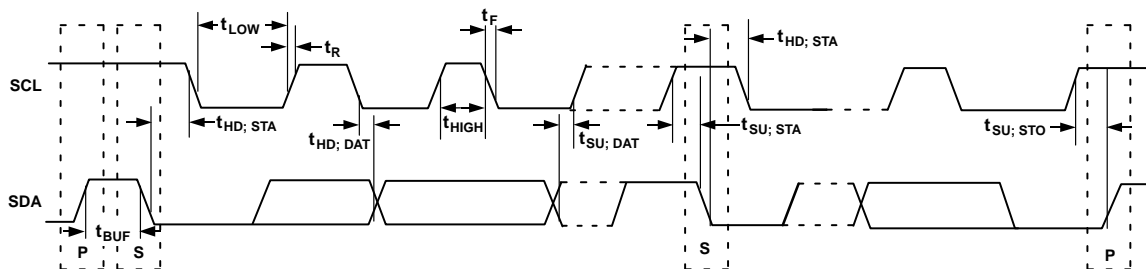 tLOW
tF
tR
tHD; STA
SCL
tHD; STA
tHD; DAT
tHIGH
tSU; DAT
tSU; STA
tSU; STO
SDA
tBUF
P
S
S
P